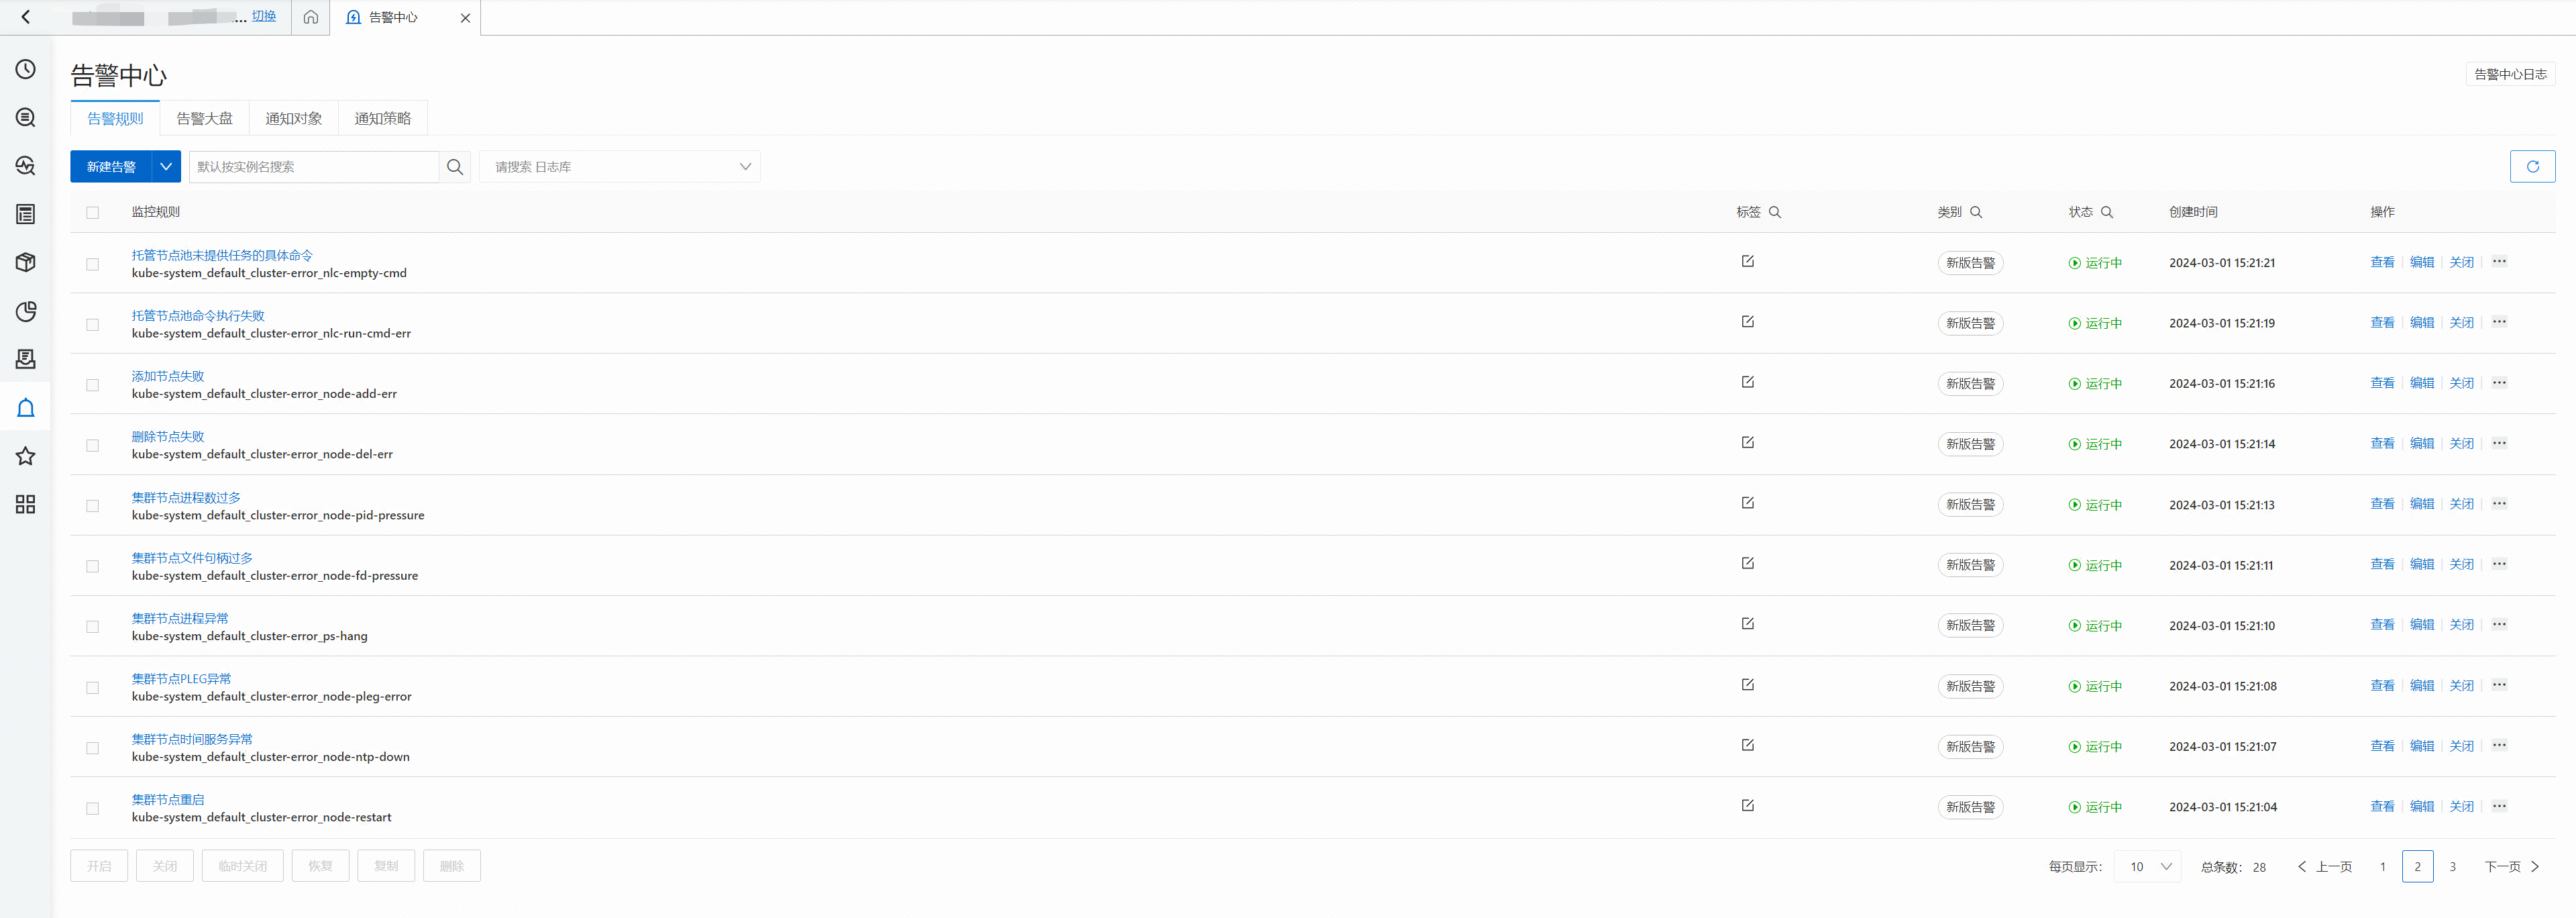 ... 切换
告警中心
告警中心
告警中心日志
告警规则 告警大盘 通知对象 通知策略
新建告警 默认按实例名搜索 请搜索 日志库
监控规则 标签 类别 状态 创建时间 操作
托管节点池未提供任务的具体命令
kube-system_default_cluster-error_nlc-empty-cmd
新版告警 运行中 2024-03-01 15:21:21 查看 编辑 关闭 ...
托管节点池命令执行失败
kube-system_default_cluster-error_nlc-run-cmd-err
新版告警 运行中 2024-03-01 15:21:19 查看 编辑 关闭 ...
添加节点失败
kube-system_default_cluster-error_node-add-err
新版告警 运行中 2024-03-01 15:21:16 查看 编辑 关闭 ...
删除节点失败
kube-system_default_cluster-error_node-del-err
新版告警 运行中 2024-03-01 15:21:14 查看 编辑 关闭 ...
集群节点进程数过多
kube-system_default_cluster-error_node-pid-pressure
新版告警 运行中 2024-03-01 15:21:13 查看 编辑 关闭 ...
集群节点文件句柄过多
kube-system_default_cluster-error_node-fd-pressure
新版告警 运行中 2024-03-01 15:21:11 查看 编辑 关闭 ...
集群节点进程异常
kube-system_default_cluster-error_ps-hang
新版告警 运行中 2024-03-01 15:21:10 查看 编辑 关闭 ...
集群节点PLEG异常
kube-system_default_cluster-error_node-pleg-error
新版告警 运行中 2024-03-01 15:21:08 查看 编辑 关闭 ...
集群节点时间服务异常
kube-system_default_cluster-error_node-ntp-down
新版告警 运行中 2024-03-01 15:21:07 查看 编辑 关闭 ...
集群节点重启
kube-system_default_cluster-error_node-restart
新版告警 运行中 2024-03-01 15:21:04 查看 编辑 关闭 ...
开启 关闭 临时关闭 恢复 复制 删除 每页显示： 10 总条数： 28 上一页 1 2 3 下一页